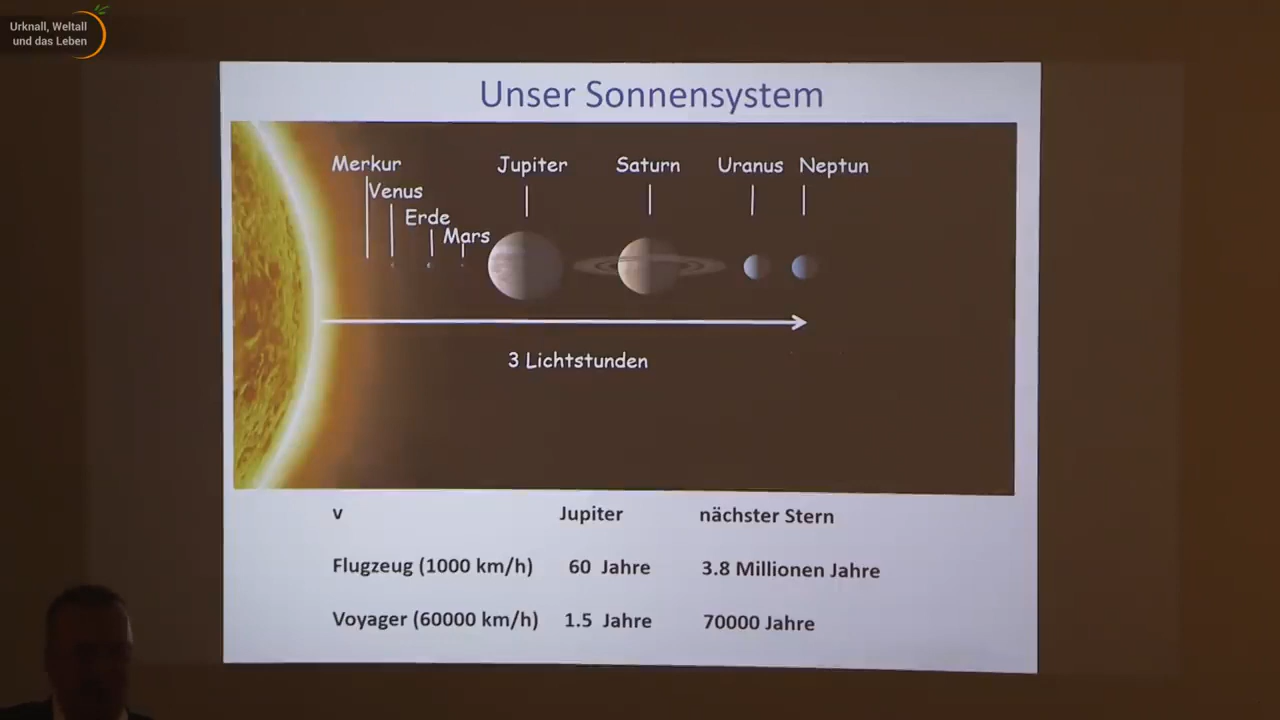 Urknall, Weltall
und das Leben
Unser Sonnensystem
Merkur
Venus
Erde
Mars
Jupiter
Saturn
Uranus
Neptun
3 Lichtstunden
v Jupiter nächster Stern
Flugzeug (1000 km/h) 60 Jahre 3.8 Millionen Jahre
Voyager (60000 km/h) 1.5 Jahre 70000 Jahre